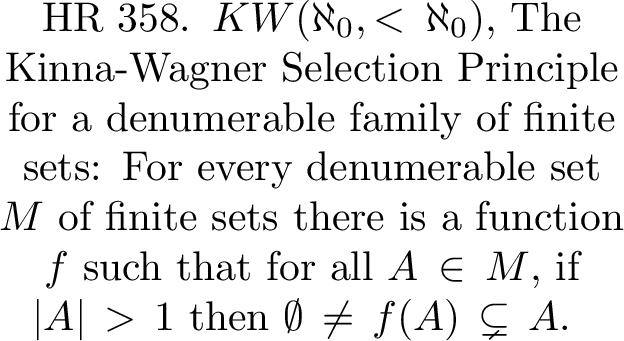 HR 358. KW(ℵ₀, < ℵ₀), The
Kinna-Wagner Selection Principle
for a denumerable family of finite
sets: For every denumerable set
M of finite sets there is a function
f such that for all A ∈ M, if
|A| > 1 then ∅ ≠ f(A) ⊊ A.